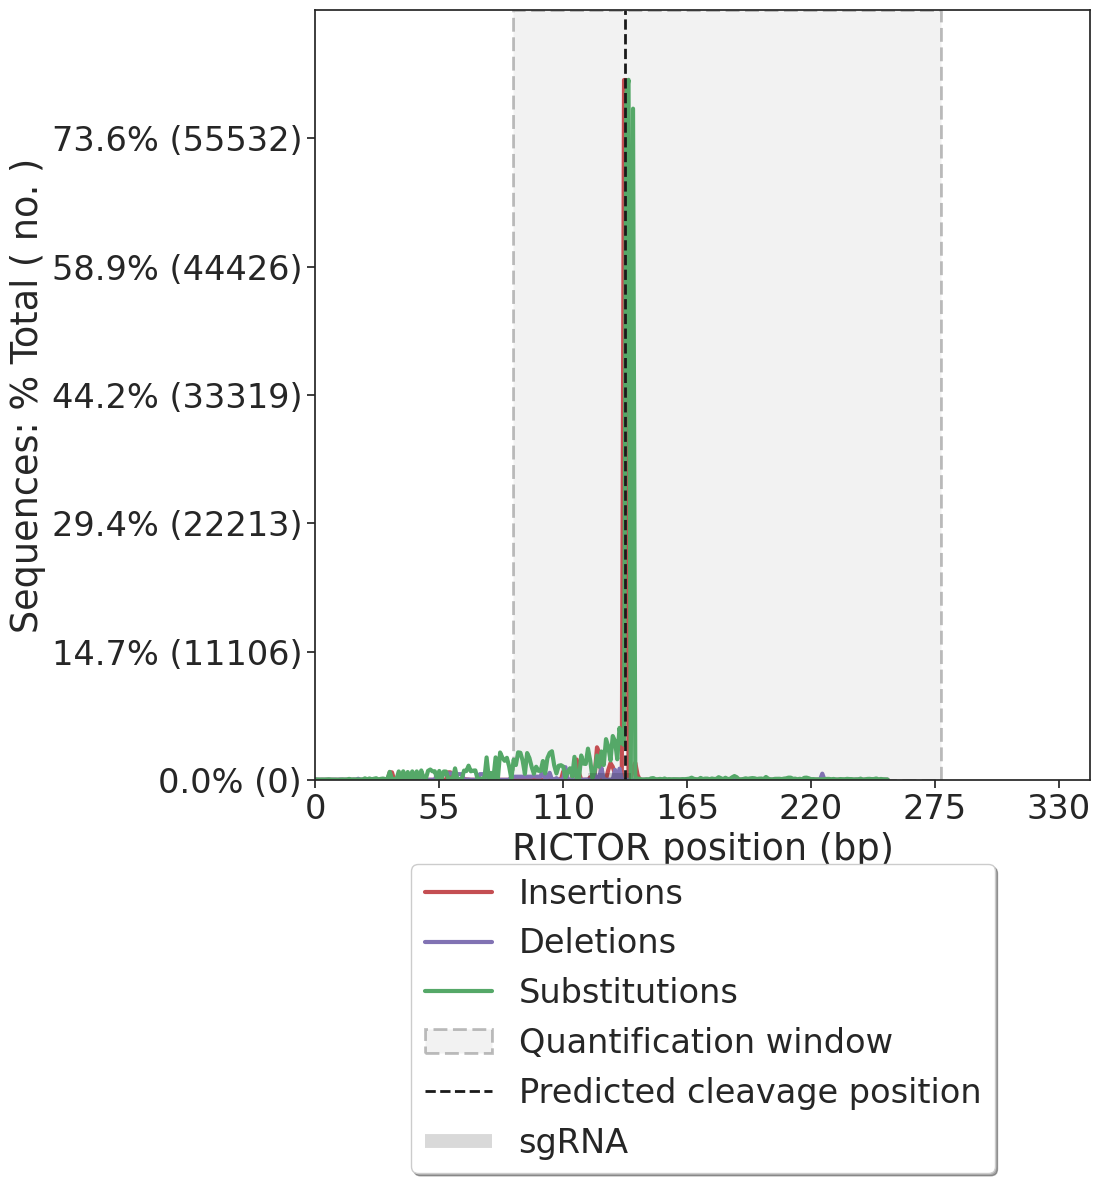 Sequences: % Total ( no. )
73.6% (55532)
58.9% (44426)
44.2% (33319)
29.4% (22213)
14.7% (11106)
0.0% (0)
0 55 110 165 220 275 330
RICTOR position (bp)
Insertions
Deletions
Substitutions
Quantification window
Predicted cleavage position
sgRNA